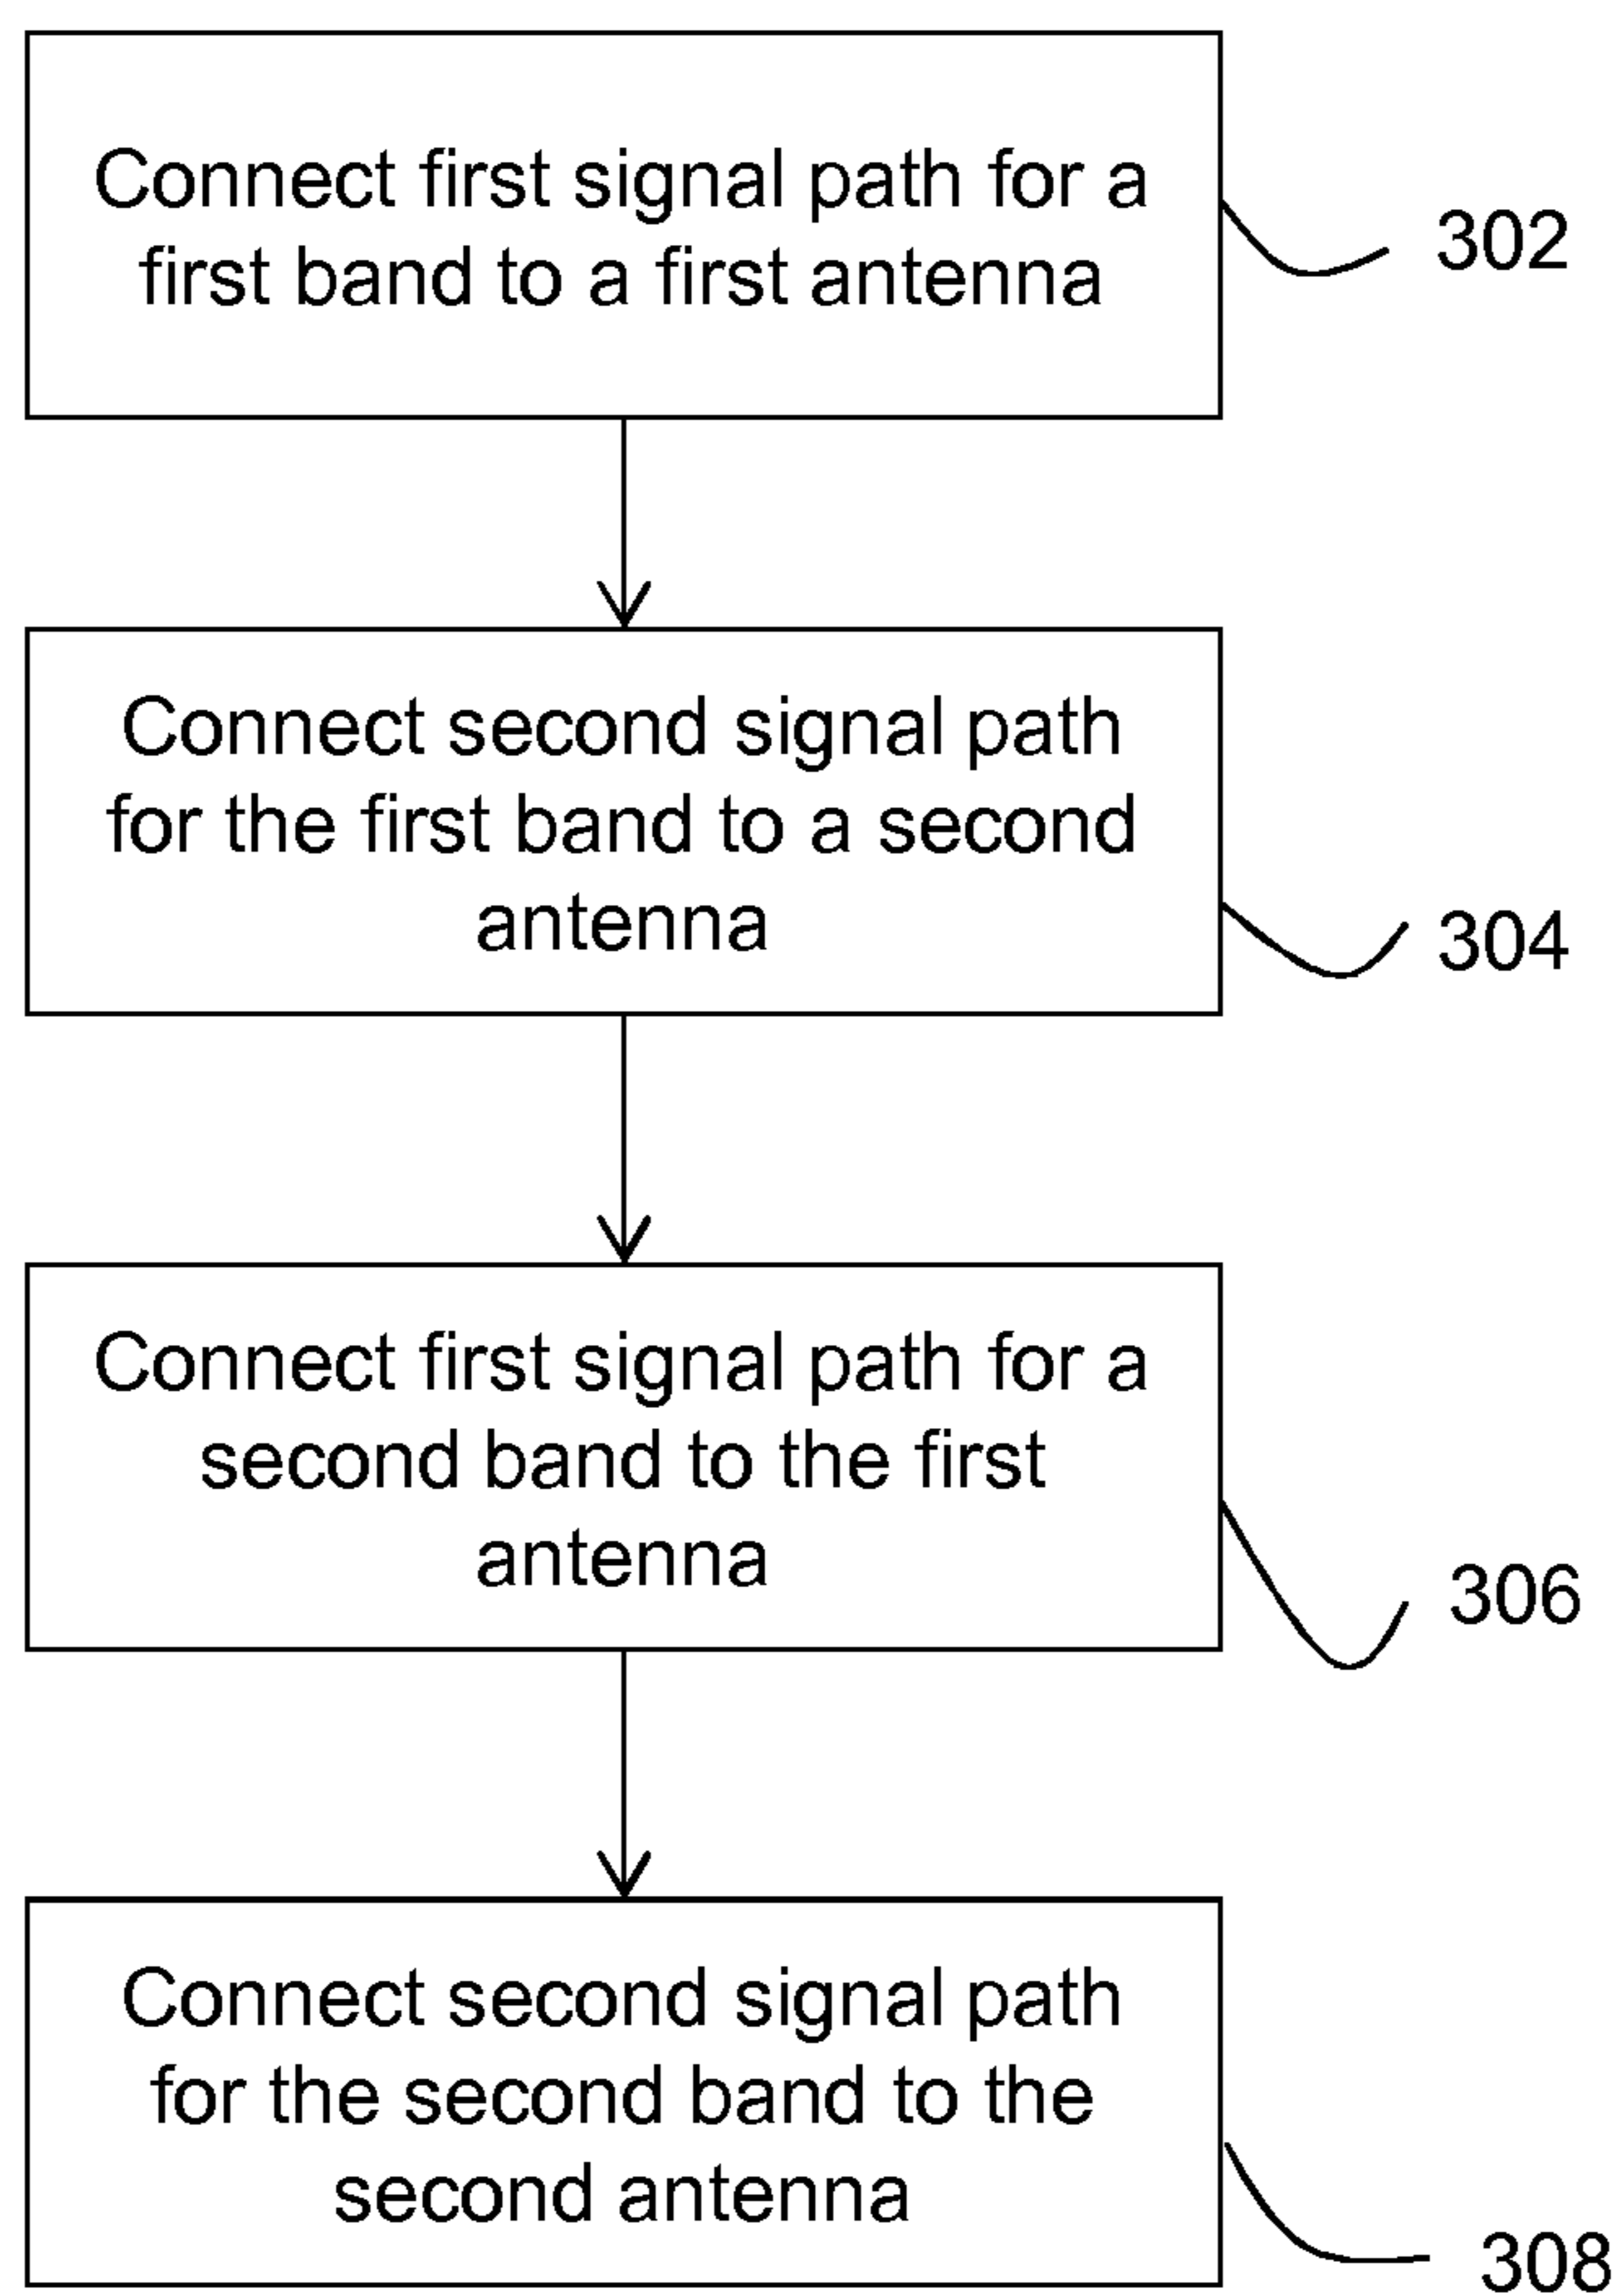 Connect first signal path for a
first band to a first antenna
302
Connect second signal path
for the first band to a second
antenna
304
Connect first signal path for a
second band to the first
antenna
306
Connect second signal path
for the second band to the
second antenna
308